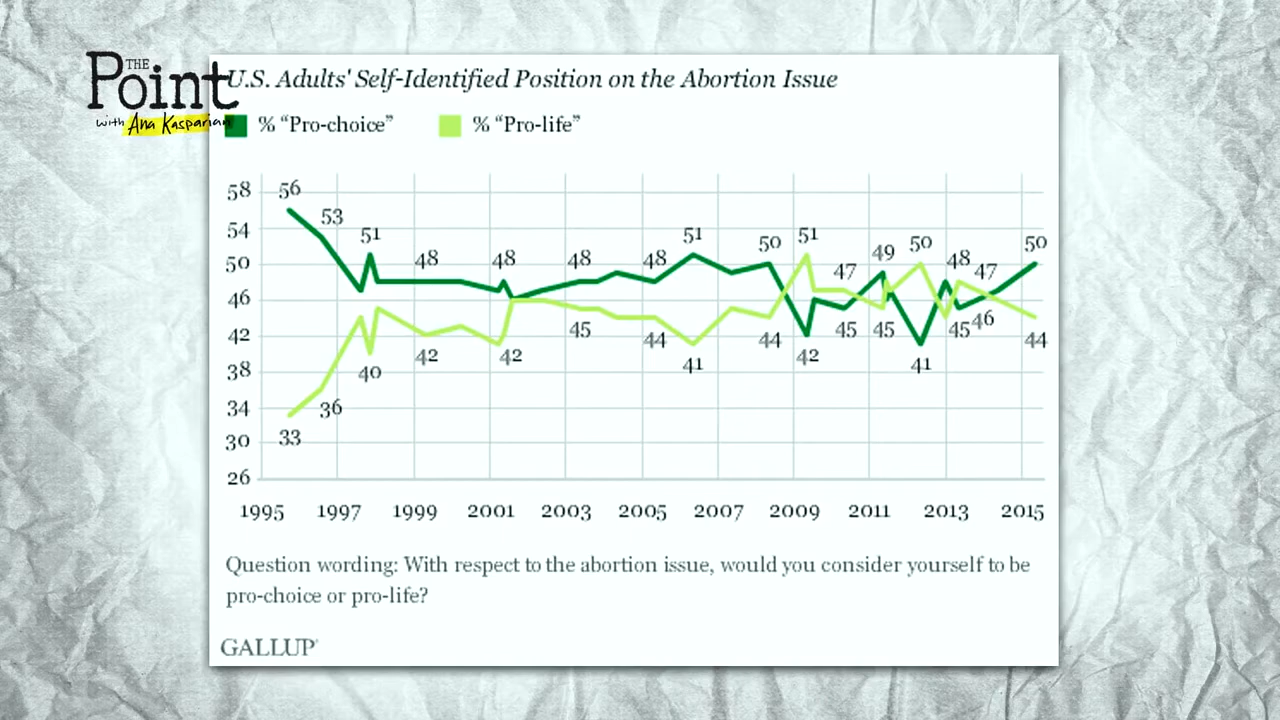 THE
Point
with Ana Kasparian
U.S. Adults' Self-Identified Position on the Abortion Issue
% “Pro-choice” % “Pro-life”
58 56
53
54 51 51 51
50 50 50 50
48 48 48 48 49 48
47 47
46
45 45 45 45 46
42 44 44 44
42 42 42
41 41
40
38
36
34
33
30
26
1995 1997 1999 2001 2003 2005 2007 2009 2011 2013 2015
Question wording: With respect to the abortion issue, would you consider yourself to be
pro-choice or pro-life?
GALLUP